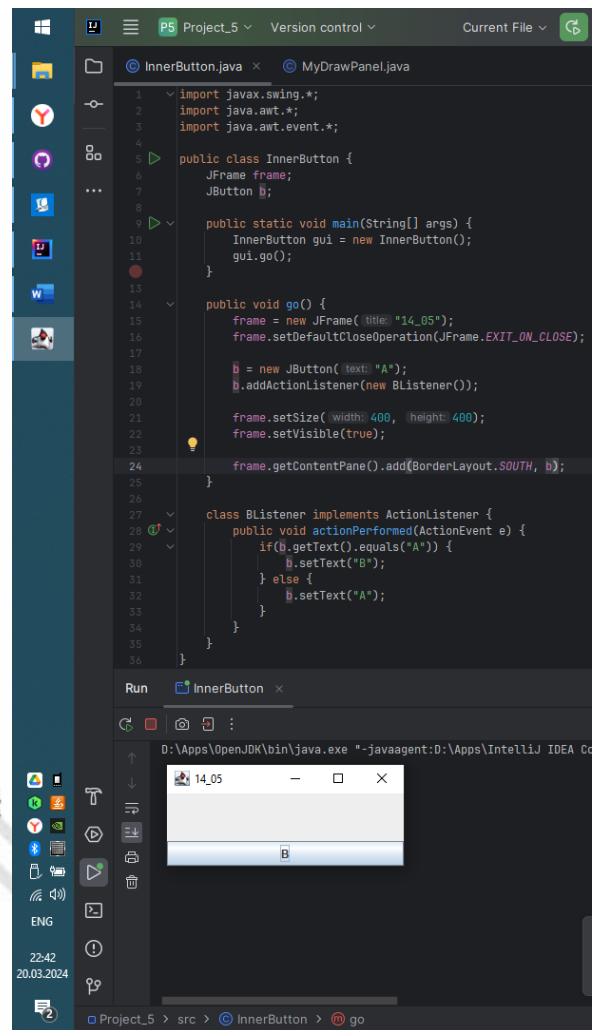 P5 Project_5 Version control Current File
InnerButton.java × MyDrawPanel.java
1 import javax.swing.*;
2 import java.awt.*;
3 import java.awt.event.*;
4
5 public class InnerButton {
6 JFrame frame;
7 JButton b;
8
9 public static void main(String[] args) {
10 InnerButton gui = new InnerButton();
11 gui.go();
}
13
14 public void go() {
15 frame = new JFrame( title: "14_05");
16 frame.setDefaultCloseOperation(JFrame.EXIT_ON_CLOSE);
17
18 b = new JButton( text: "A");
19 b.addActionListener(new BListener());
20
21 frame.setSize( width: 400, height: 400);
22 frame.setVisible(true);
23
24 frame.getContentPane().add(BorderLayout.SOUTH, b);
25 }
26
27 class BListener implements ActionListener {
28 public void actionPerformed(ActionEvent e) {
29 if(b.getText().equals("A")) {
30 b.setText("B");
31 } else {
32 b.setText("A");
33 }
34 }
35 }
36 }
Run InnerButton ×
D:\Apps\OpenJDK\bin\java.exe "-javaagent:D:\Apps\IntelliJ IDEA Co
14_05
B
ENG
22:42
20.03.2024
2
Project_5 > src > InnerButton > go